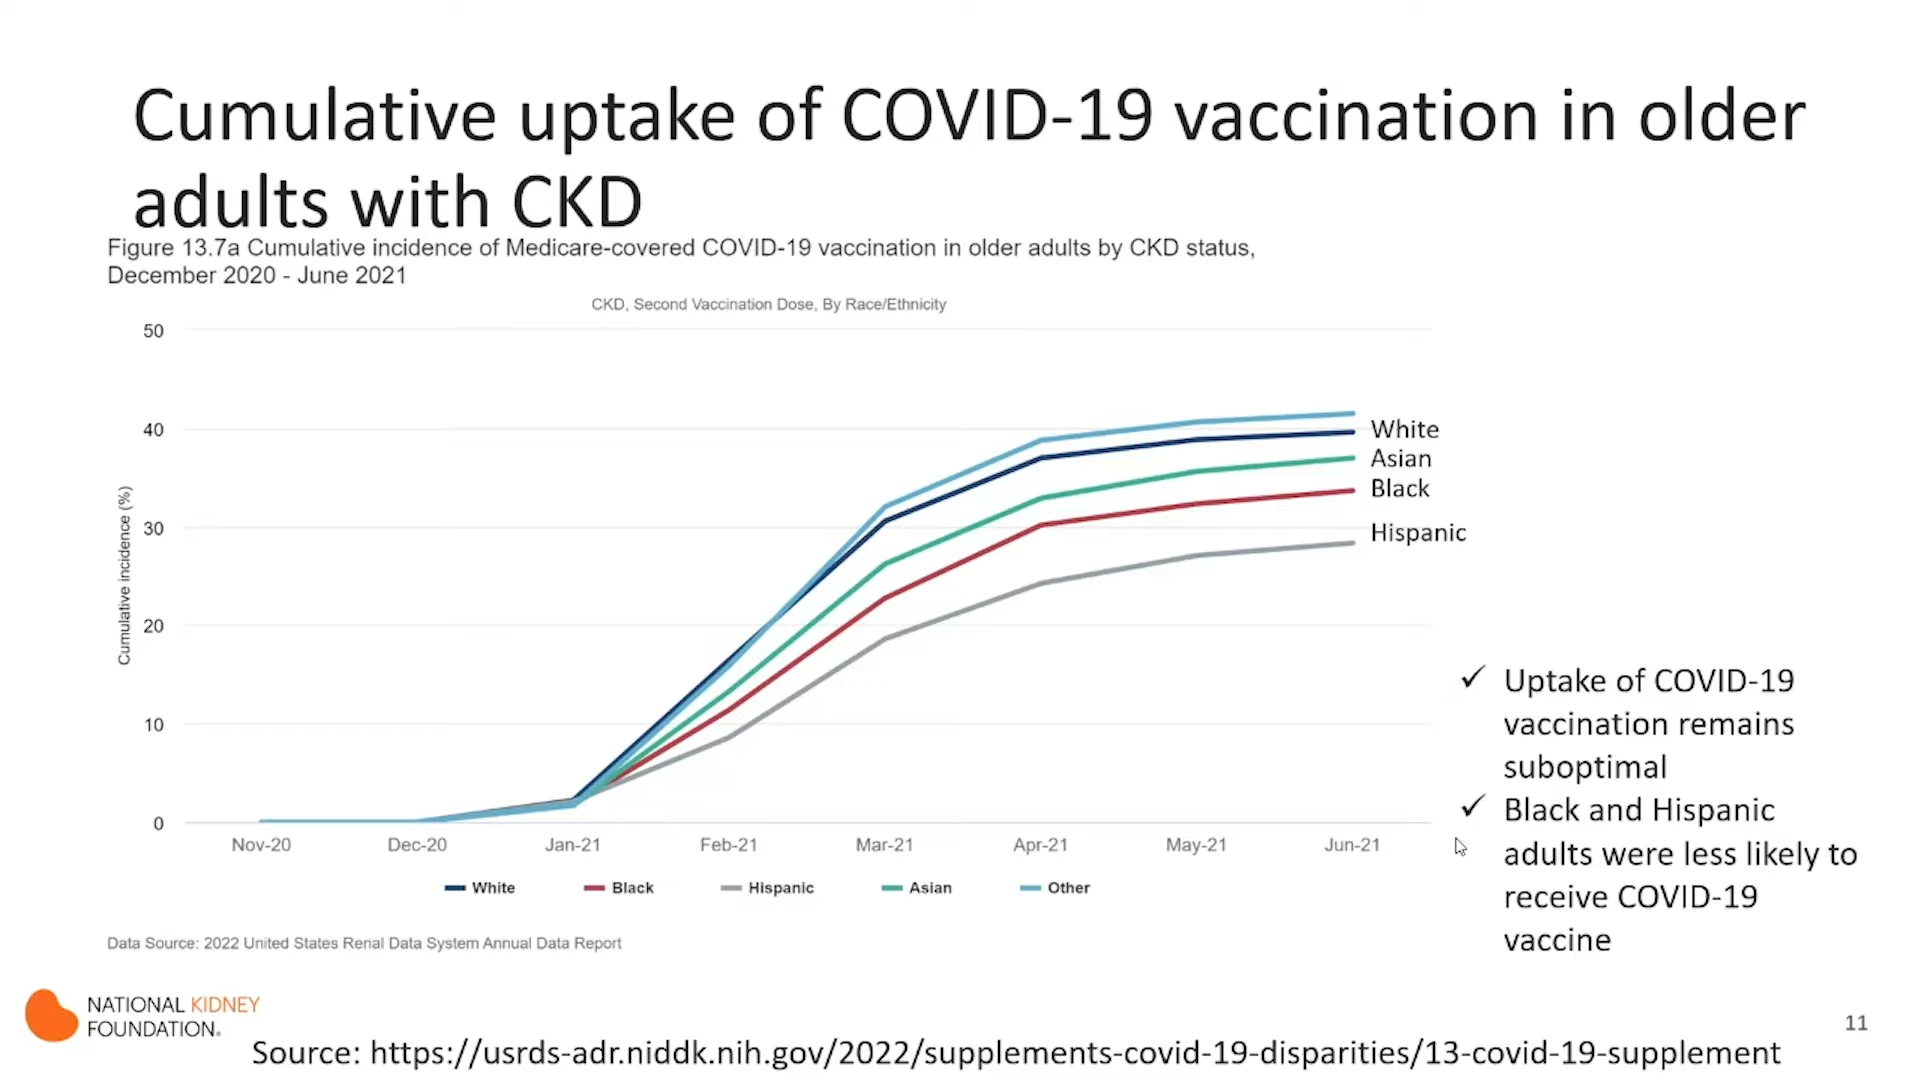 Cumulative uptake of COVID-19 vaccination in older
adults with CKD
Figure 13.7a Cumulative incidence of Medicare-covered COVID-19 vaccination in older adults by CKD status,
December 2020 - June 2021
CKD, Second Vaccination Dose, By Race/Ethnicity
Cumulative incidence (%)
50
40
30
20
10
0
Nov-20 Dec-20 Jan-21 Feb-21 Mar-21 Apr-21 May-21 Jun-21
White
Asian
Black
Hispanic
White Black Hispanic Asian Other
✓ Uptake of COVID-19
vaccination remains
suboptimal
✓ Black and Hispanic
adults were less likely to
receive COVID-19
vaccine
Data Source: 2022 United States Renal Data System Annual Data Report
NATIONAL KIDNEY
FOUNDATION®
11
Source: https://usrds-adr.niddk.nih.gov/2022/supplements-covid-19-disparities/13-covid-19-supplement